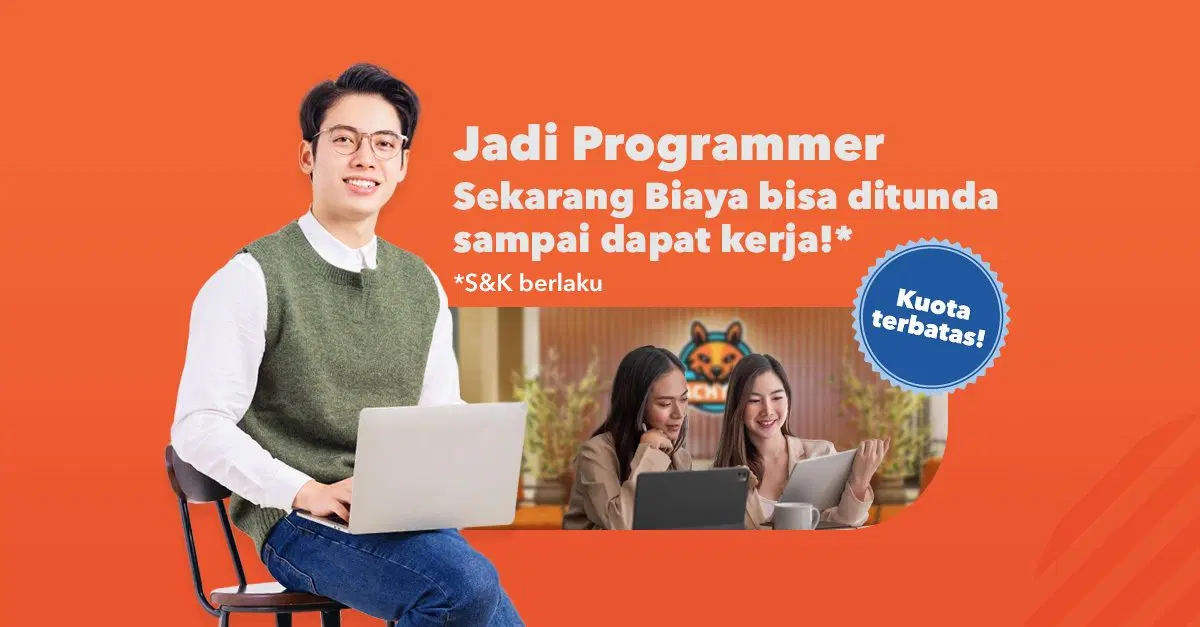 Jadi Programmer
Sekarang Biaya bisa ditunda
sampai dapat kerja!*
*S&K berlaku
Kuota
terbatas!